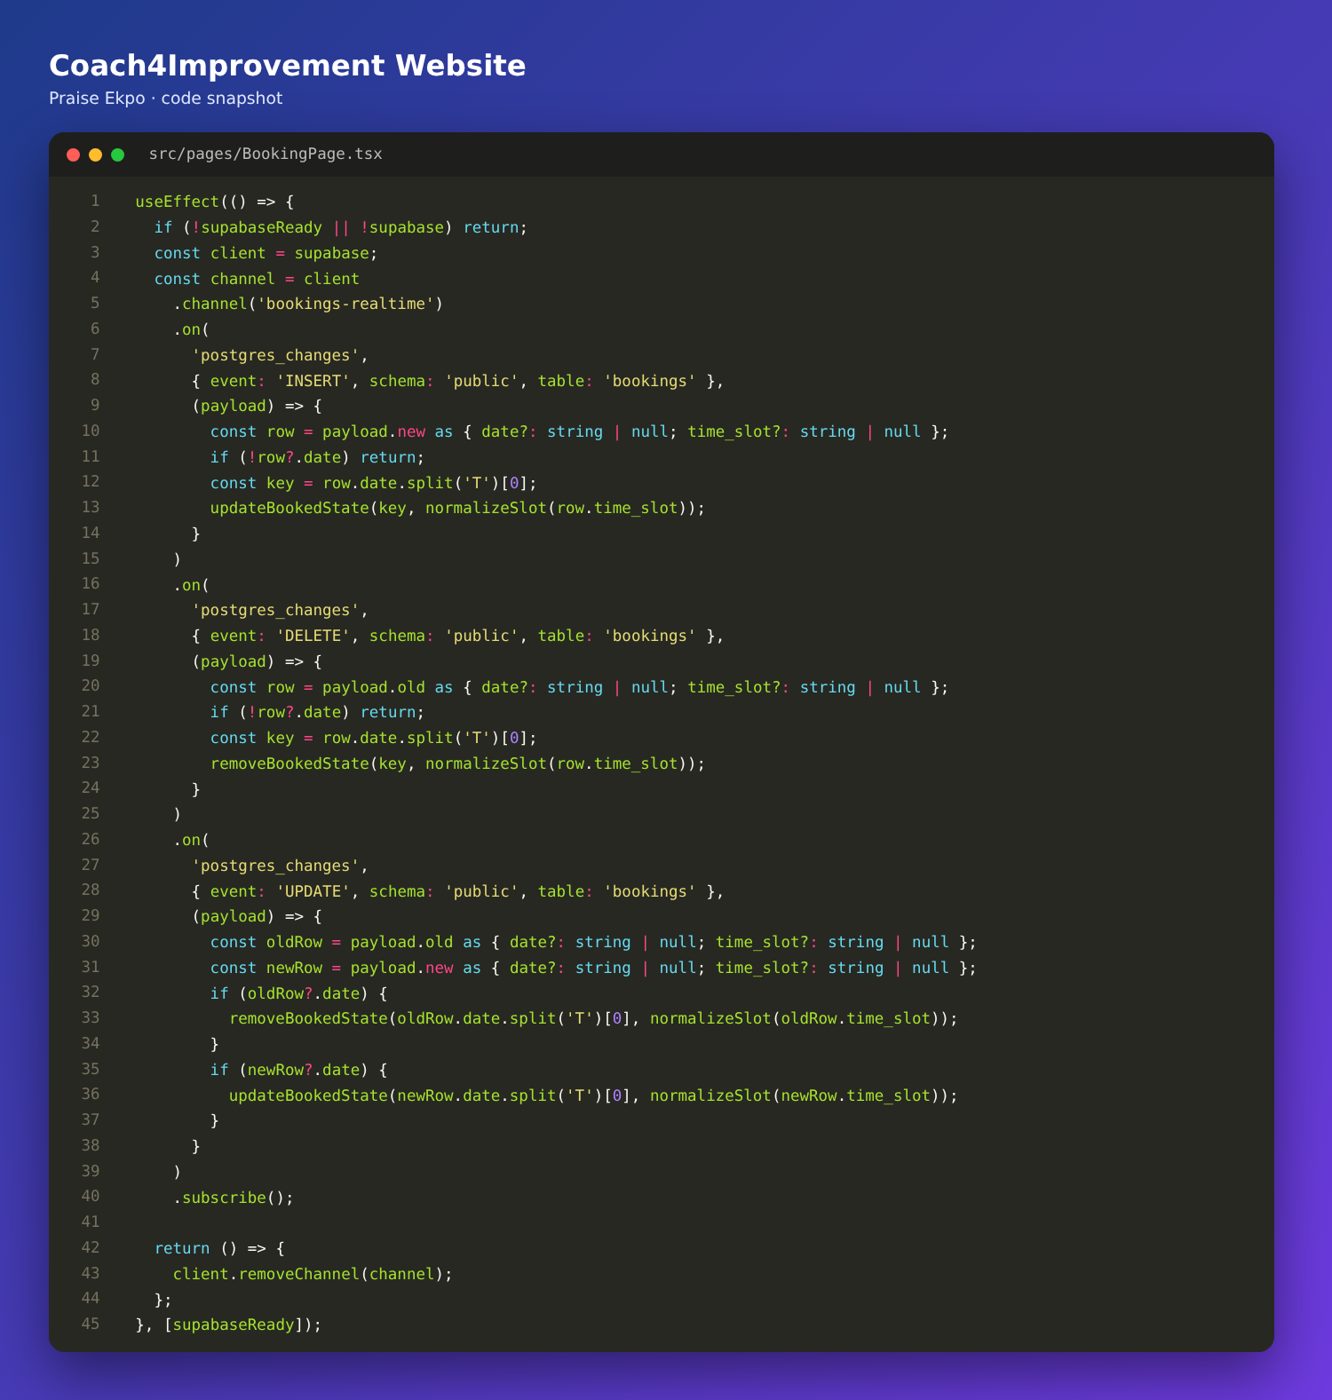 Coach4Improvement Website
Praise Ekpo · code snapshot
src/pages/BookingPage.tsx
1 useEffect(() => {
2   if (!supabaseReady || !supabase) return;
3   const client = supabase;
4   const channel = client
5     .channel('bookings-realtime')
6     .on(
7       'postgres_changes',
8       { event: 'INSERT', schema: 'public', table: 'bookings' },
9       (payload) => {
10         const row = payload.new as { date?: string | null; time_slot?: string | null };
11         if (!row?.date) return;
12         const key = row.date.split('T')[0];
13         updateBookedState(key, normalizeSlot(row.time_slot));
14       }
15     )
16     .on(
17       'postgres_changes',
18       { event: 'DELETE', schema: 'public', table: 'bookings' },
19       (payload) => {
20         const row = payload.old as { date?: string | null; time_slot?: string | null };
21         if (!row?.date) return;
22         const key = row.date.split('T')[0];
23         removeBookedState(key, normalizeSlot(row.time_slot));
24       }
25     )
26     .on(
27       'postgres_changes',
28       { event: 'UPDATE', schema: 'public', table: 'bookings' },
29       (payload) => {
30         const oldRow = payload.old as { date?: string | null; time_slot?: string | null };
31         const newRow = payload.new as { date?: string | null; time_slot?: string | null };
32         if (oldRow?.date) {
33           removeBookedState(oldRow.date.split('T')[0], normalizeSlot(oldRow.time_slot));
34         }
35         if (newRow?.date) {
36           updateBookedState(newRow.date.split('T')[0], normalizeSlot(newRow.time_slot));
37         }
38       }
39     )
40     .subscribe();
41
42   return () => {
43     client.removeChannel(channel);
44   };
45 }, [supabaseReady]);